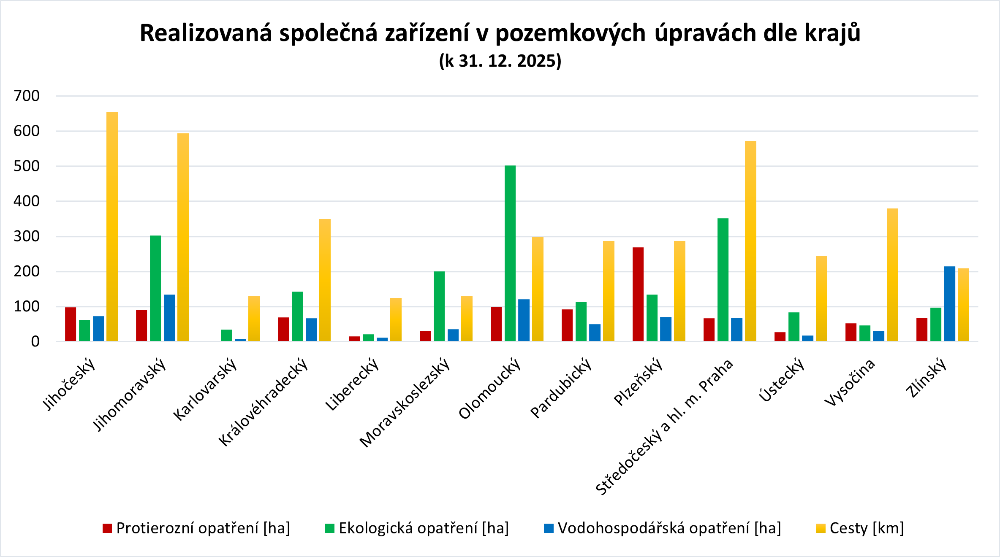 Realizovaná společná zařízení v pozemkových úpravách dle krajů
(k 31. 12. 2025)
700
600
500
400
300
200
100
0
Jihočeský
Jihomoravský
Karlovarský
Královéhradecký
Liberecký
Moravskoslezský
Olomoucký
Pardubický
Plzeňský
Středočeský a hl. m. Praha
Ústecký
Vysočina
Zlínský
Protierozní opatření [ha]
Ekologická opatření [ha]
Vodohospodářská opatření [ha]
Cesty [km]